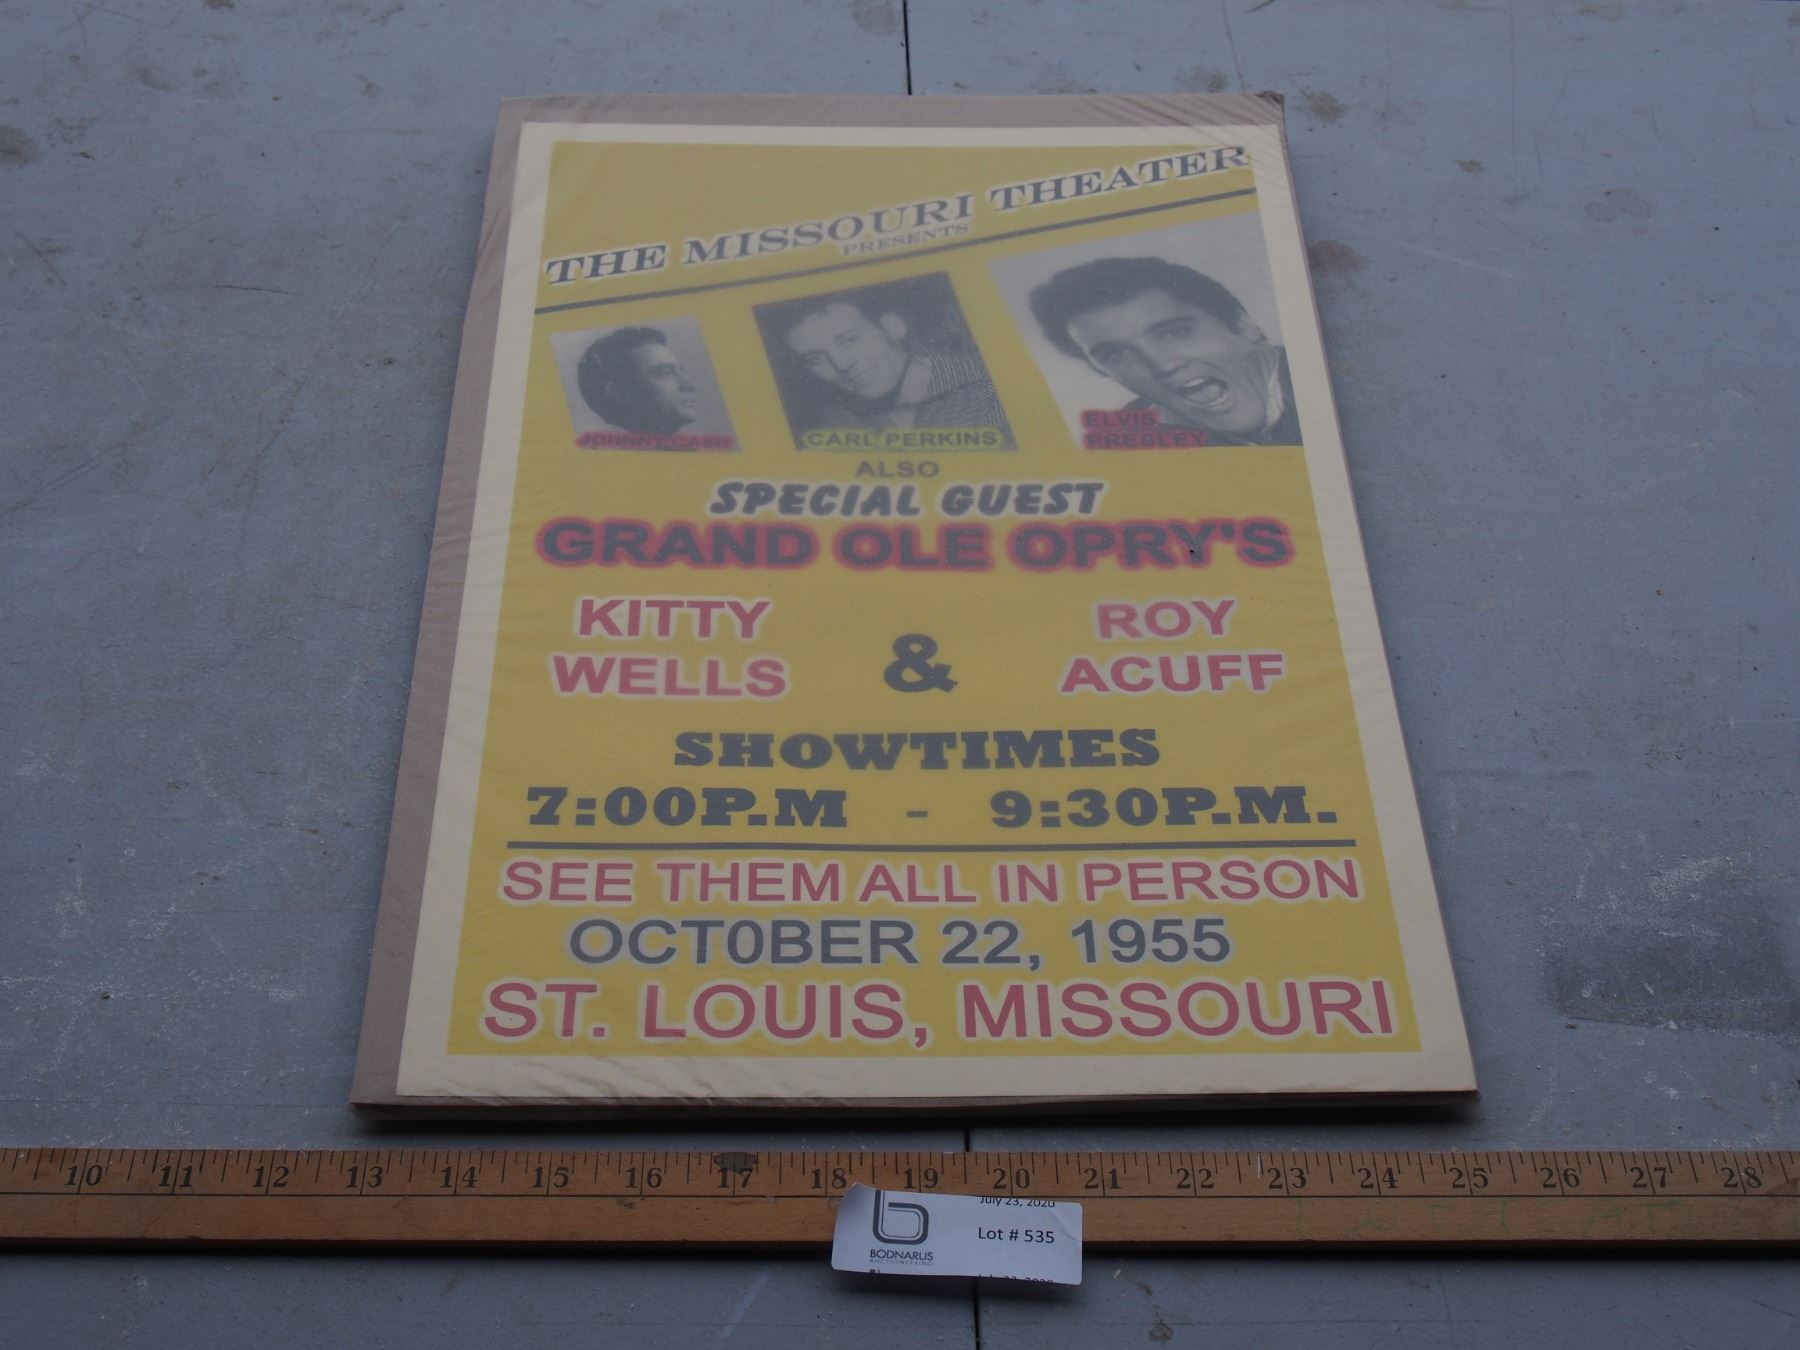 THE MISSOURI THEATER
PRESENTS
JOHNNY CASH
CARL PERKINS
ELVIS
PRESLEY
ALSO
SPECIAL GUEST
GRAND OLE OPRY'S
KITTY
WELLS
&
ROY
ACUFF
SHOWTIMES
7:00P.M - 9:30P.M.
SEE THEM ALL IN PERSON
OCTOBER 22, 1955
ST. LOUIS, MISSOURI
10 11 12 13 14 15 16 17 18 19 20 21 22 23 24 25 26 27 28
July 23, 2020
Lot # 535
BODNARUS
AUCTIONEERING